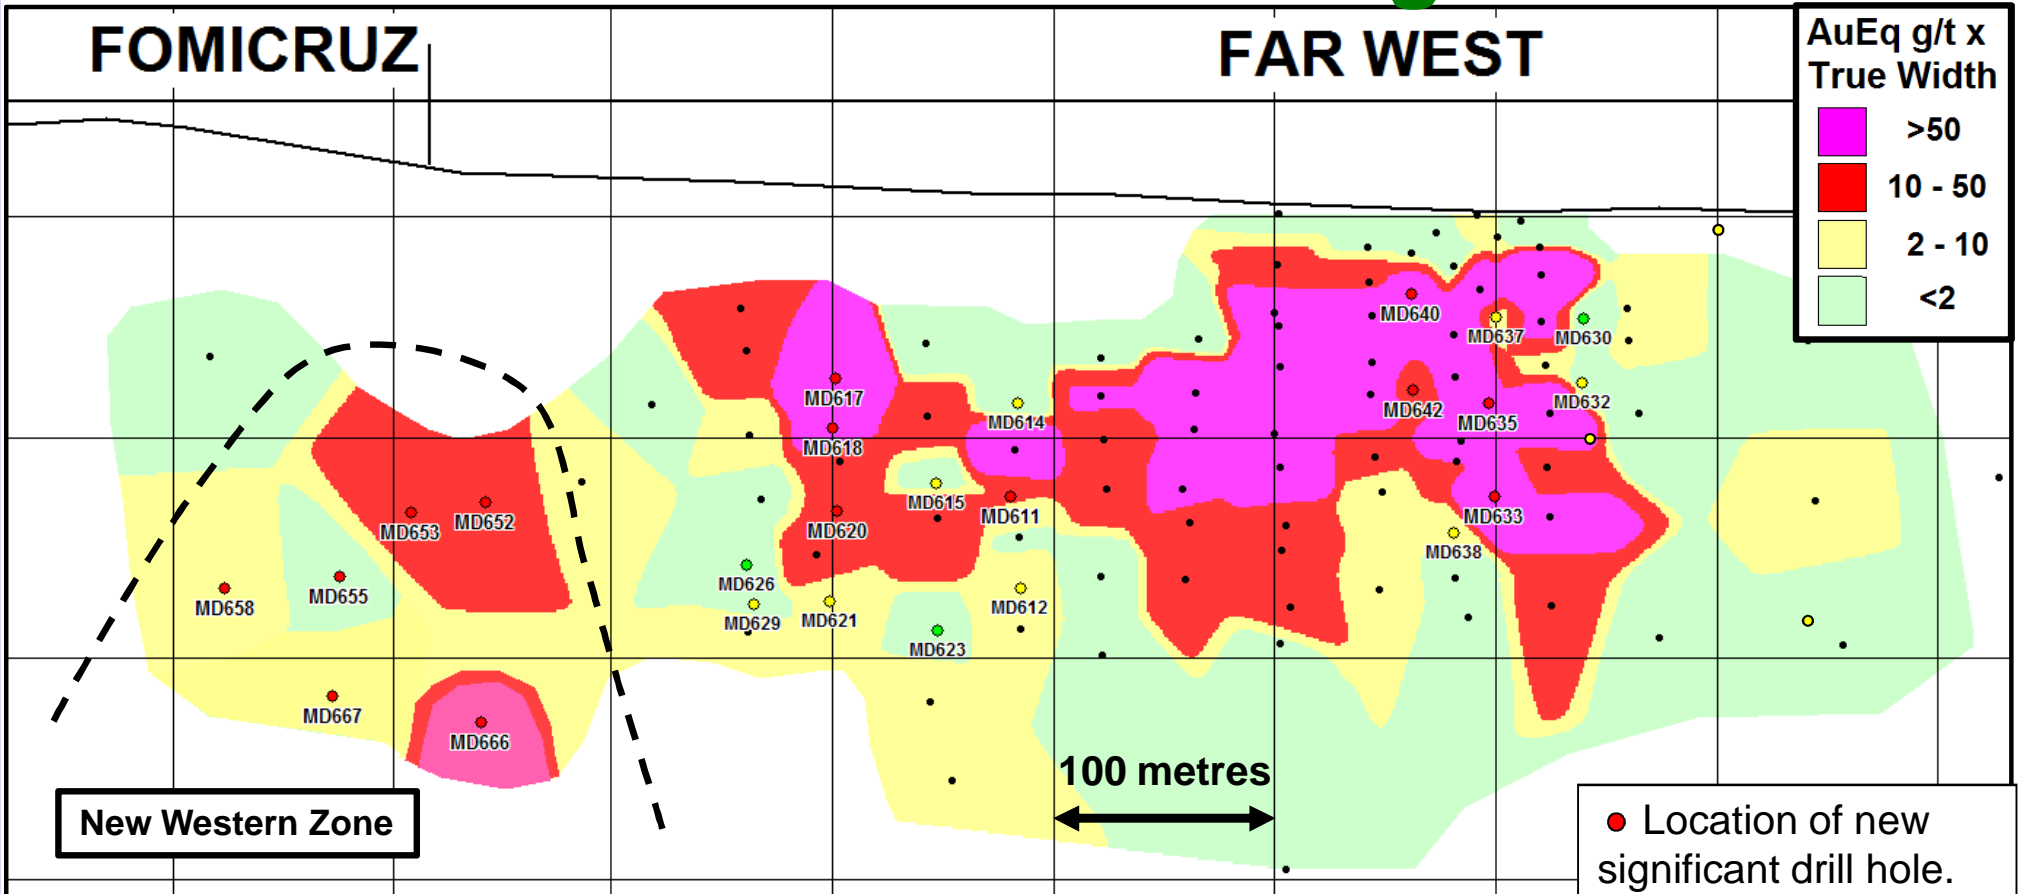 FOMICRUZ
FAR WEST
AuEq g/t x
True Width
>50
10 - 50
2 - 10
<2
MD640
MD637
MD630
MD617
MD614
MD642
MD635
MD632
MD618
MD615
MD611
MD653
MD652
MD620
MD633
MD638
MD626
MD658
MD655
MD629
MD621
MD612
MD623
MD667
MD666
100 metres
New Western Zone
Location of new
significant drill hole.